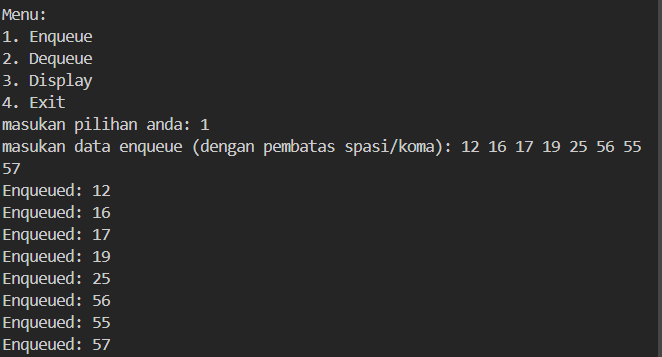 Menu:
1. Enqueue
2. Dequeue
3. Display
4. Exit
masukan pilihan anda: 1
masukan data enqueue (dengan pembatas spasi/koma): 12 16 17 19 25 56 55
57
Enqueued: 12
Enqueued: 16
Enqueued: 17
Enqueued: 19
Enqueued: 25
Enqueued: 56
Enqueued: 55
Enqueued: 57